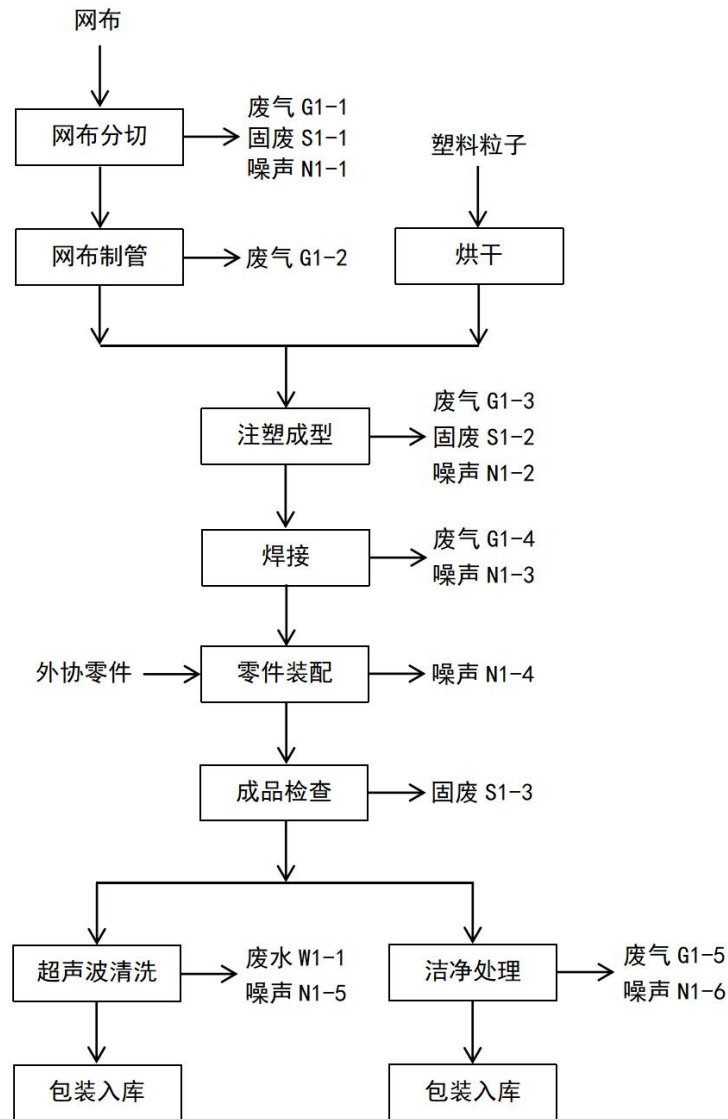 网布
网布分切
废气 G1-1
固废 S1-1
噪声 N1-1
塑料粒子
网布制管
废气 G1-2
烘干
注塑成型
废气 G1-3
固废 S1-2
噪声 N1-2
焊接
废气 G1-4
噪声 N1-3
外协零件
零件装配
噪声 N1-4
成品检查
固废 S1-3
超声波清洗
废水 W1-1
噪声 N1-5
洁净处理
废气 G1-5
噪声 N1-6
包装入库
包装入库